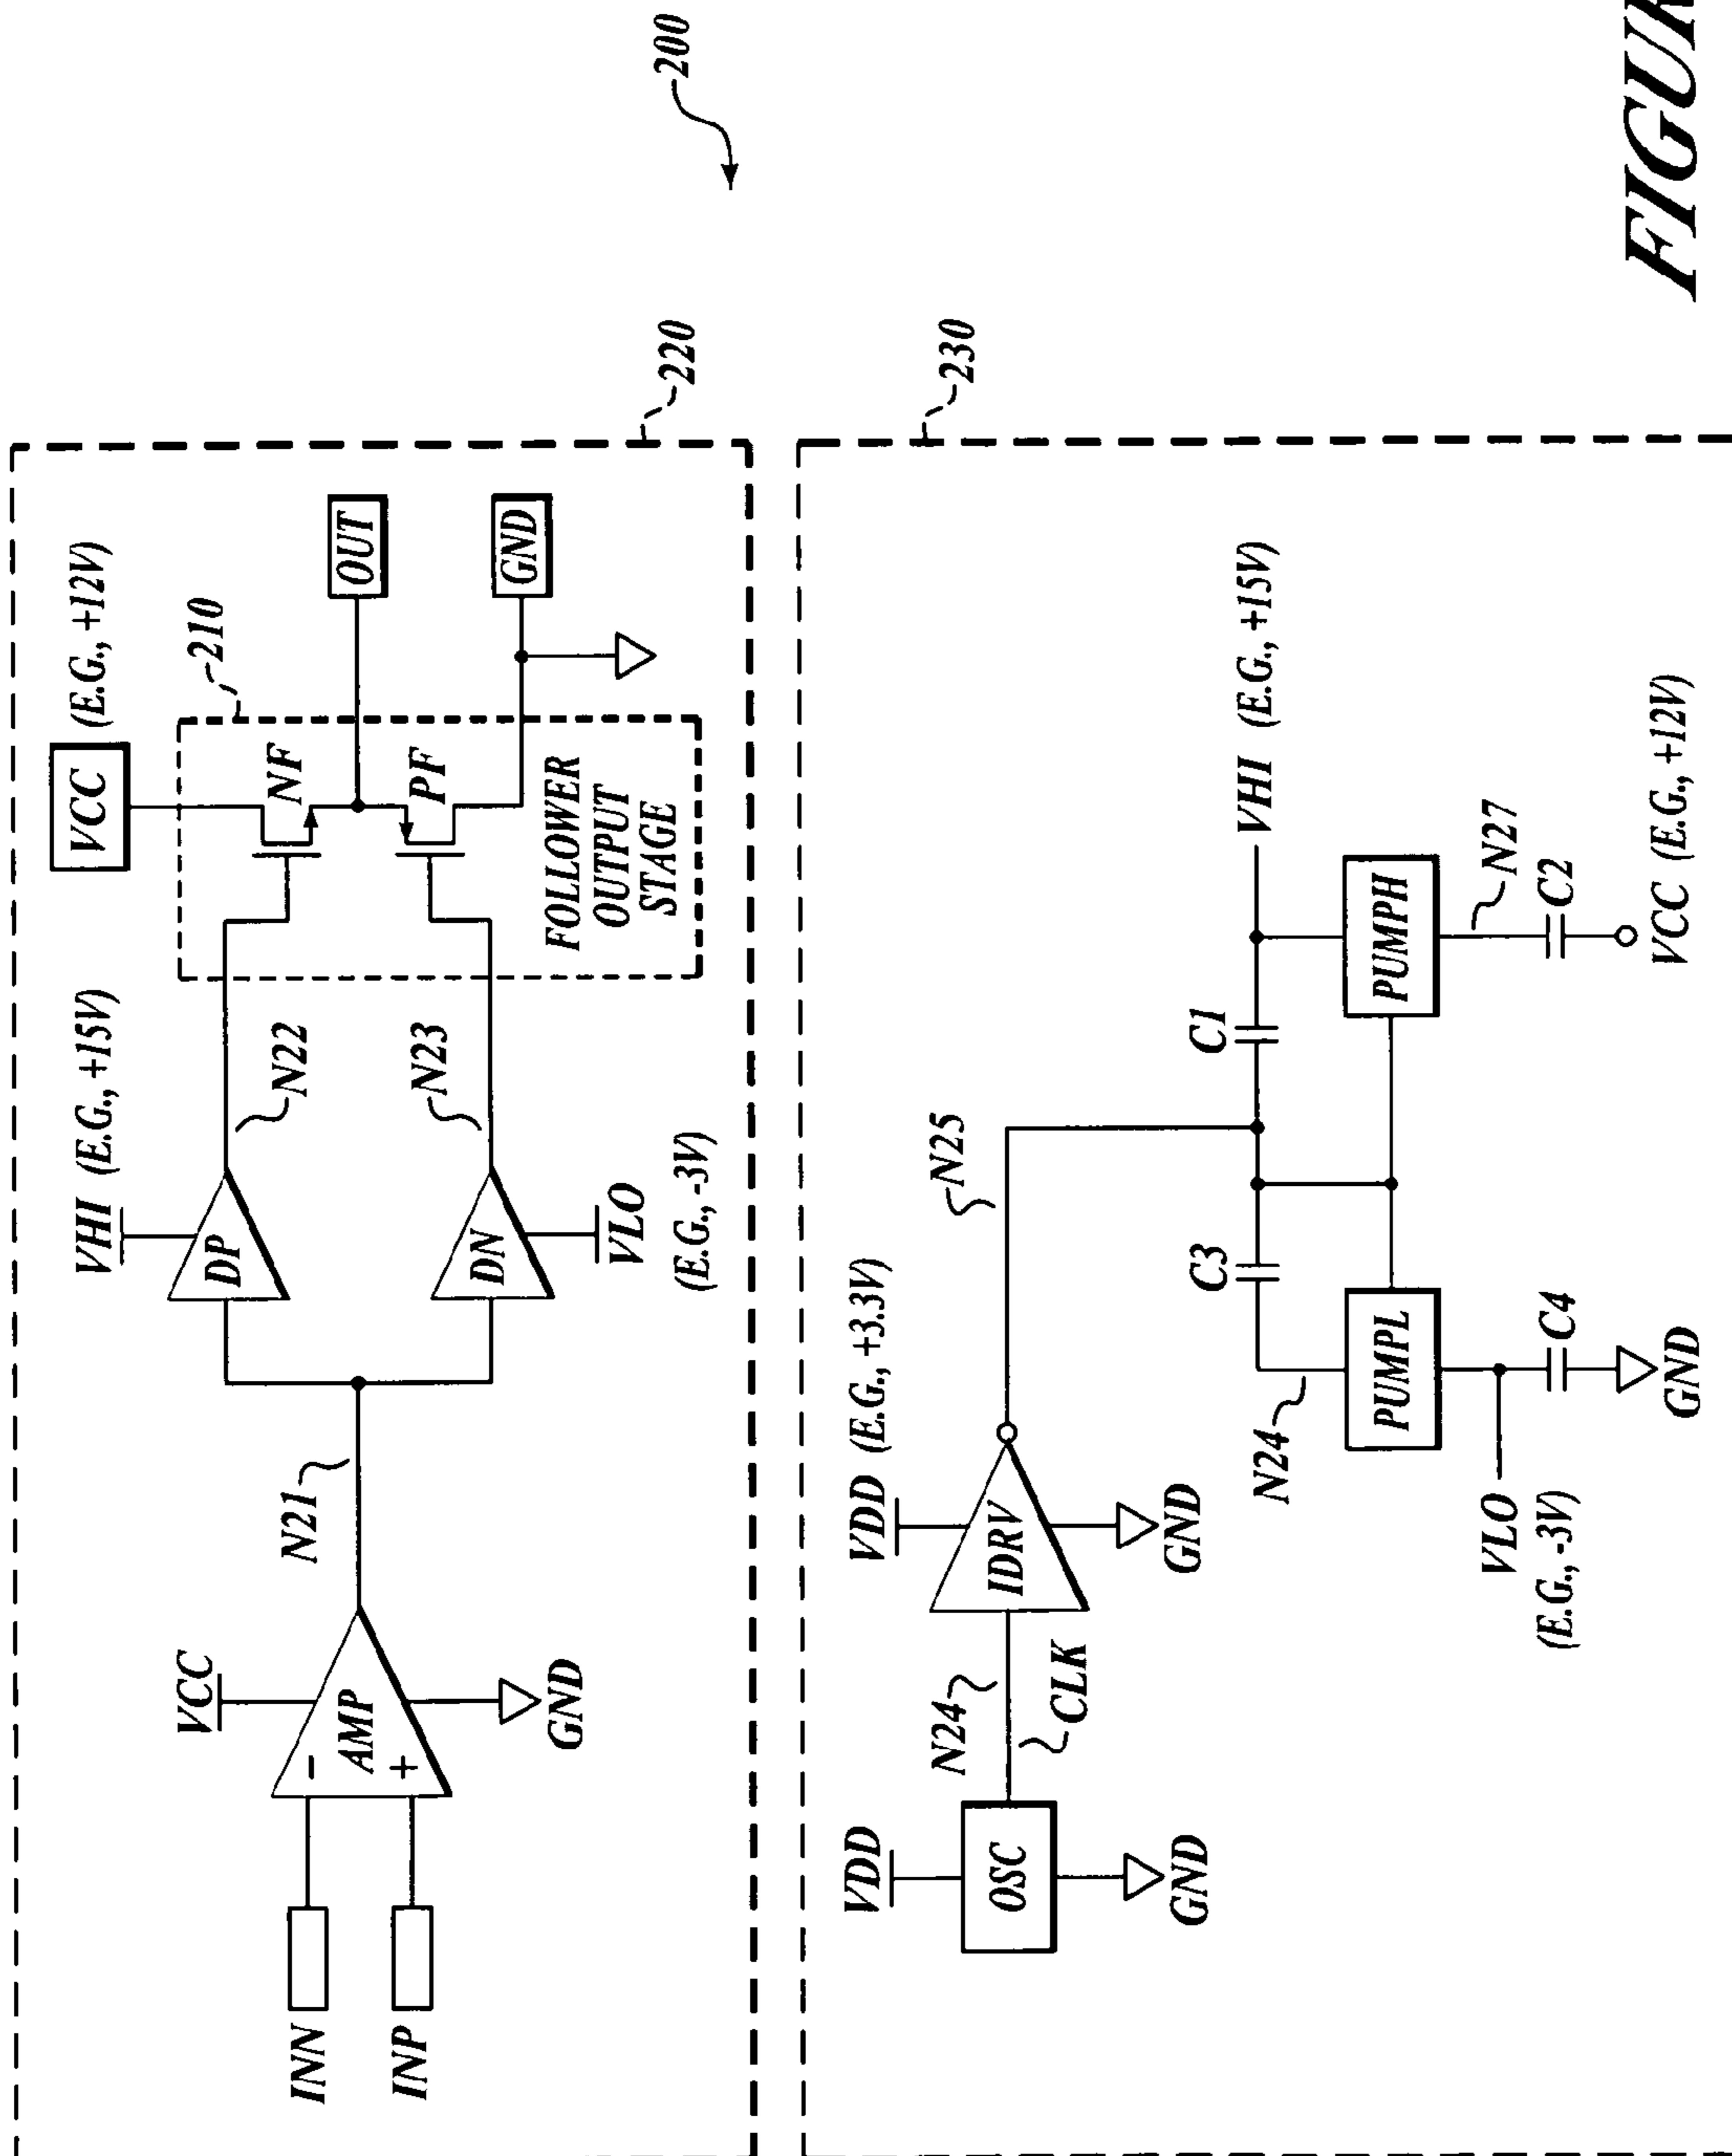 VCC (E.G., +12V)
VHI (E.G., +15V)
210
NF
OUT
DP
N22
VCC
N21
PF
INN
-
AMP
+
INP
GND
DN
N23
FOLLOWER
OUTPUT
STAGE
GND
VLO
(E.G., -3V)
220
200
VDD
VDD (E.G., +3.3V)
230
OSC
N24
CLK
IDRV
N25
GND
GND
C3
C1
VHI (E.G., +15V)
N24
PUMPL
PUMPH
N27
VLO
(E.G., -3V)
C4
GND
C2
VCC (E.G., +12V)